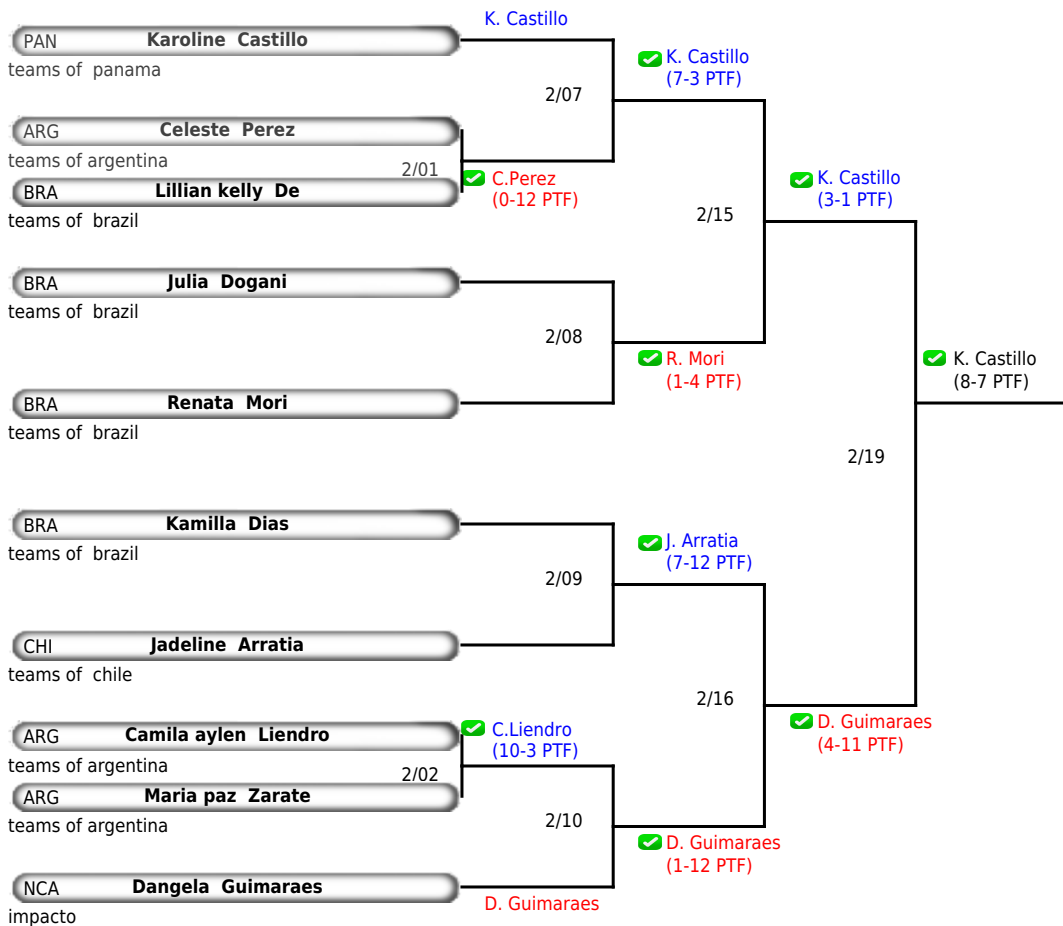 K. Castillo
PAN Karoline Castillo
teams of panama
K. Castillo
(7-3 PTF)
2/07
ARG Celeste Perez
teams of argentina
2/01
C.Perez
(0-12 PTF)
BRA Lillian kelly De
teams of brazil
K. Castillo
(3-1 PTF)
2/15
BRA Julia Dogani
teams of brazil
2/08
R. Mori
(1-4 PTF)
K. Castillo
(8-7 PTF)
BRA Renata Mori
teams of brazil
2/19
BRA Kamilla Dias
teams of brazil
J. Arratia
(7-12 PTF)
2/09
CHI Jadeline Arratia
teams of chile
2/16
D. Guimaraes
(4-11 PTF)
ARG Camila aylen Liendro
teams of argentina
C.Liendro
(10-3 PTF)
2/02
ARG Maria paz Zarate
teams of argentina
2/10
D. Guimaraes
(1-12 PTF)
NCA Dangela Guimaraes
impacto
D. Guimaraes